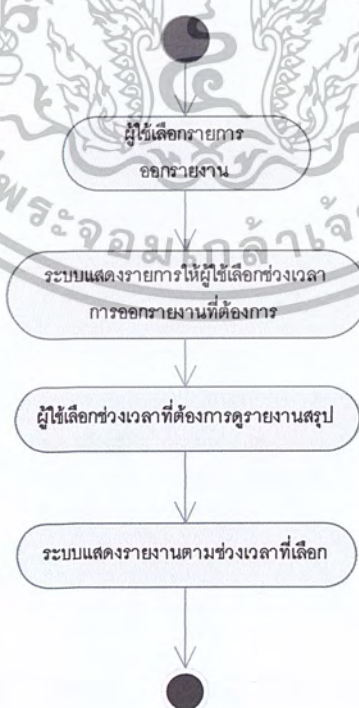 ผู้ใช้เลือกรายการ
ออกรายงาน
ระบบแสดงรายการให้ผู้ใช้เลือกช่วงเวลา
การออกรายงานที่ต้องการ
ผู้ใช้เลือกช่วงเวลาที่ต้องการดูรายงานสรุป
ระบบแสดงรายงานตามช่วงเวลาที่เลือก